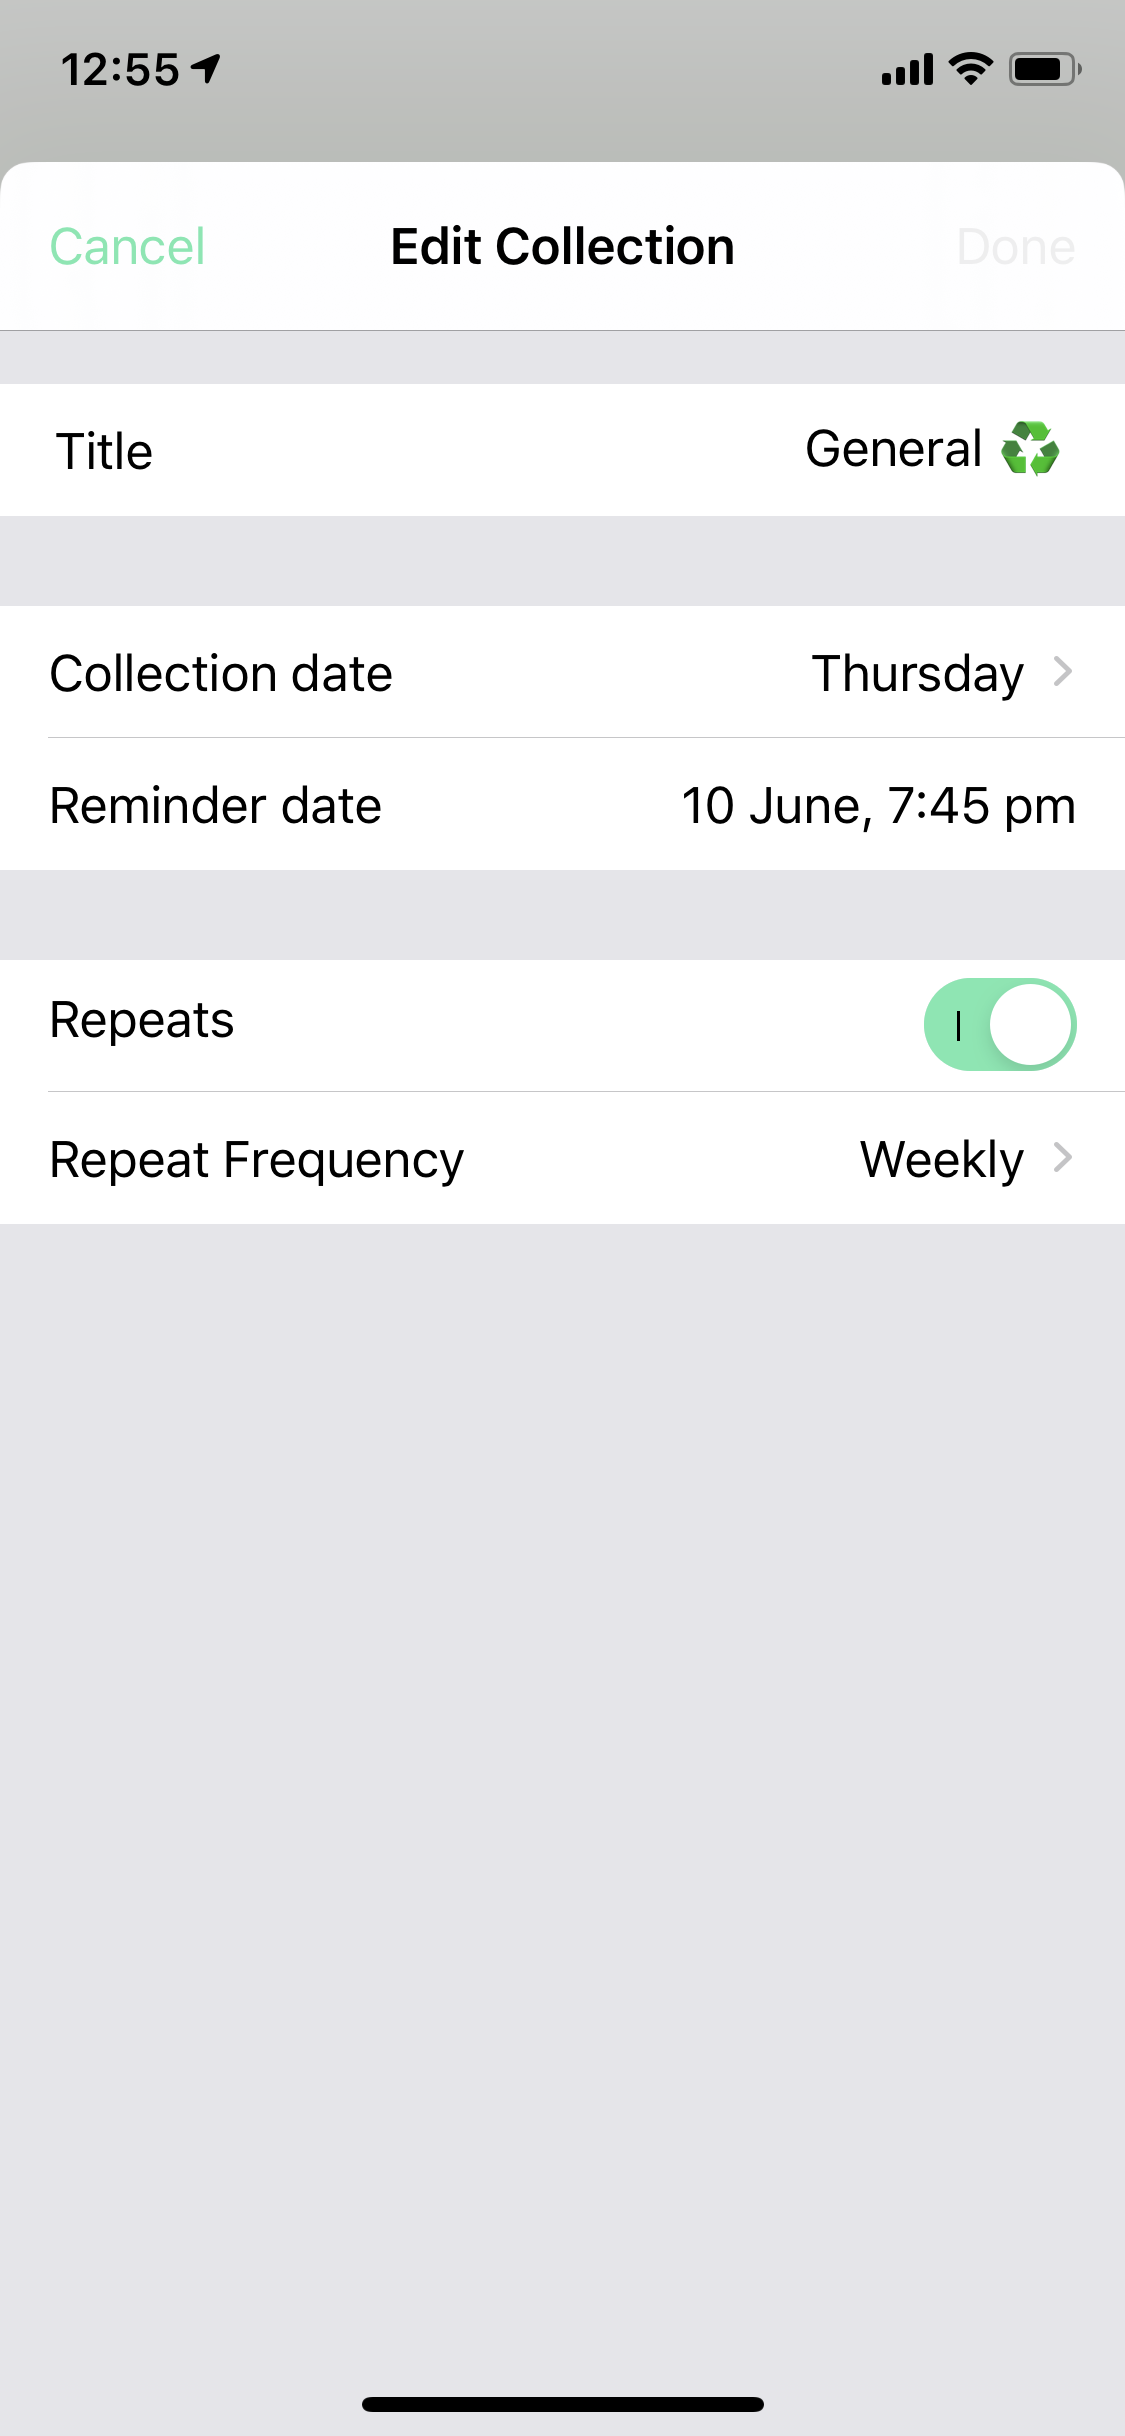 12:55
Cancel Edit Collection Done
Title General ♻️
Collection date Thursday
Reminder date 10 June, 7:45 pm
Repeats
Repeat Frequency Weekly